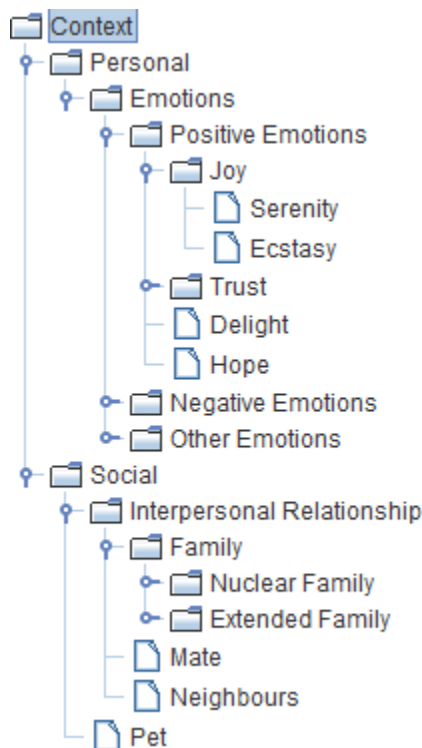 Context
Personal
Emotions
Positive Emotions
Joy
Serenity
Ecstasy
Trust
Delight
Hope
Negative Emotions
Other Emotions
Social
Interpersonal Relationship
Family
Nuclear Family
Extended Family
Mate
Neighbours
Pet